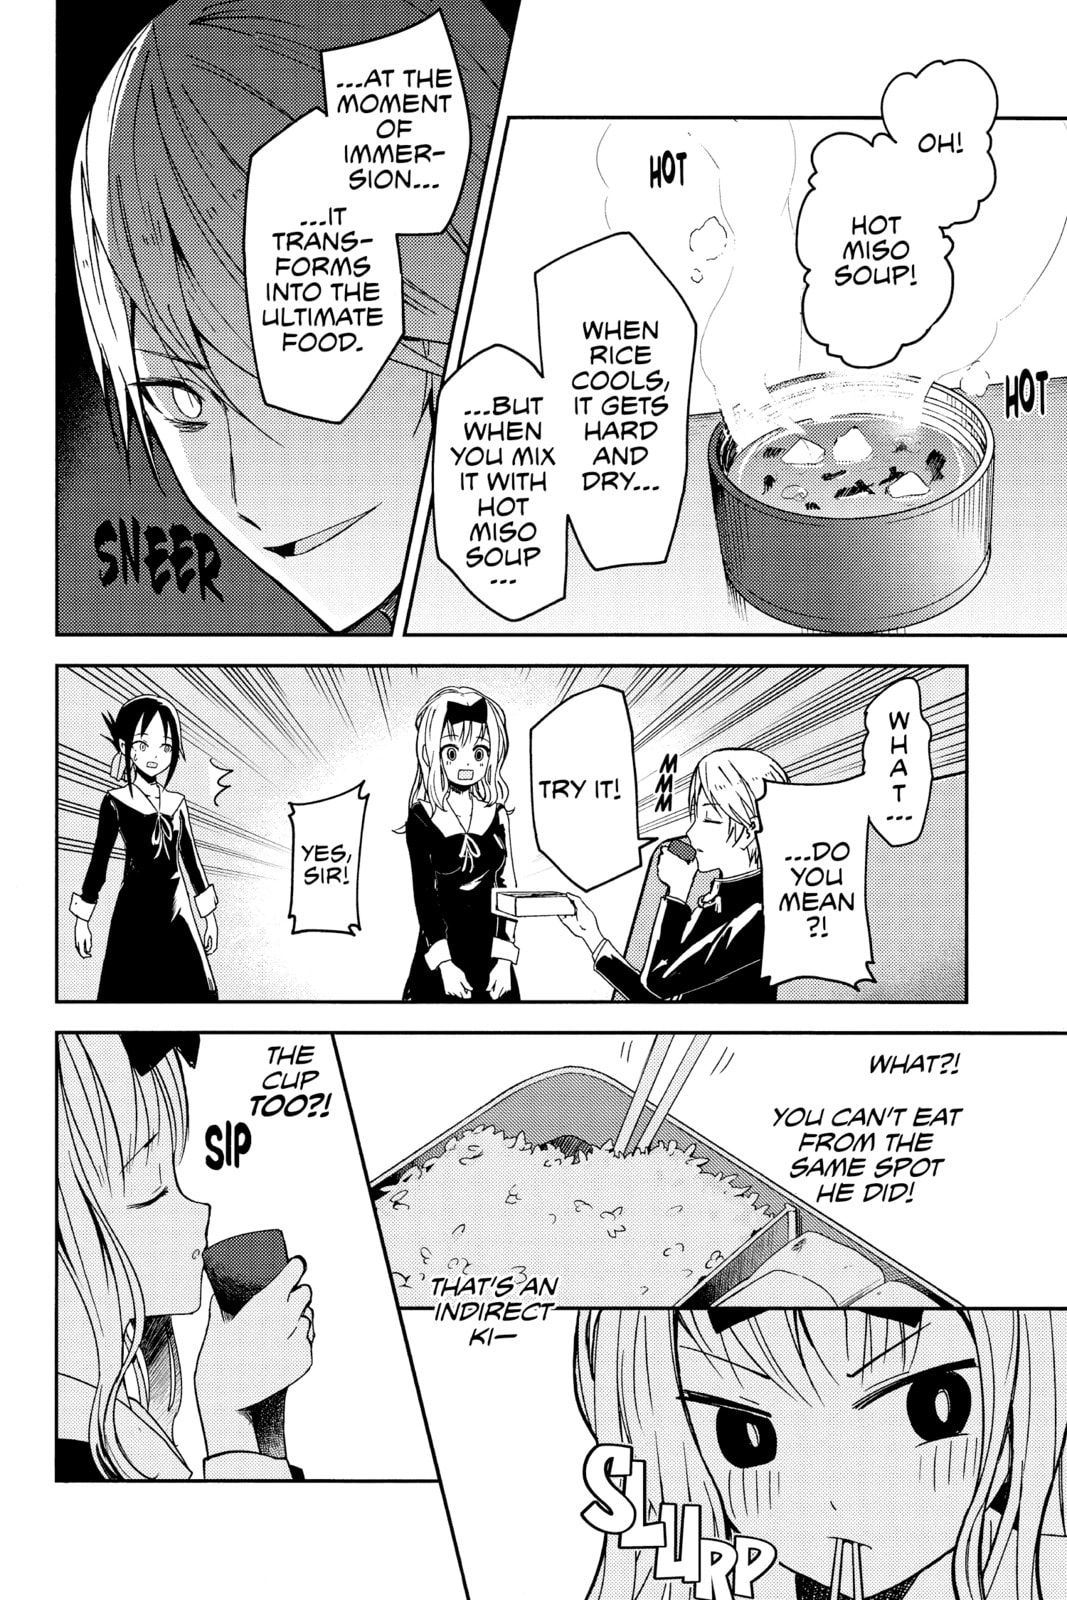 OH!
HOT
MISO
SOUP!
HOT
HOT
WHEN
RICE
COOLS,
IT GETS
HARD
AND
DRY...
...BUT
WHEN
YOU MIX
IT WITH
HOT
MISO
SOUP
...
...AT THE
MOMENT
OF
IMMER-
SION...
...IT
TRANS-
FORMS
INTO THE
ULTIMATE
FOOD.
SNEER
WHAT...
...DO
YOU
MEAN
?!
MMM
TRY IT!
YES,
SIR!
WHAT?!
YOU CAN'T EAT
FROM THE
SAME SPOT
HE DID!
THAT'S AN
INDIRECT
KI—
SLURP
THE
CUP
TOO?!
SIP